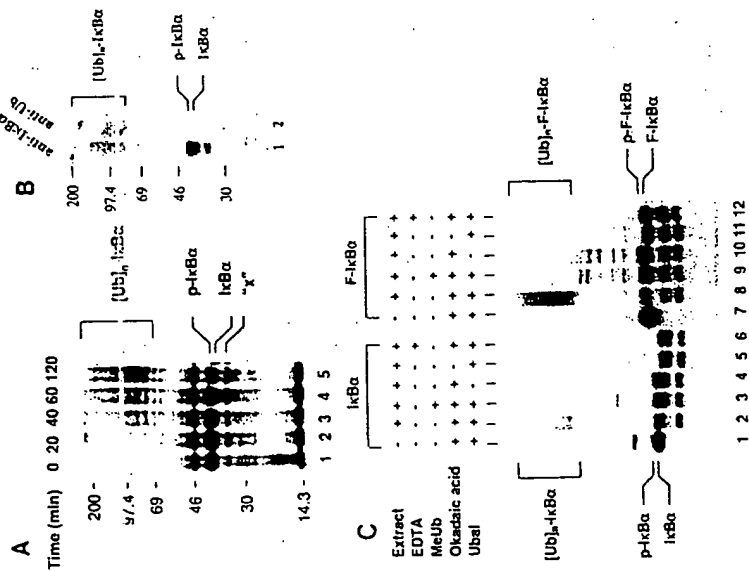 A
Time (min) 0 20 40 60 120
200
97.4
69
46
30
14.3
[Ub]n-IκBα
p-IκBα
IκBα
"x"
1 2 3 4 5
B
anti-IκBα
anti-Ub
200
97.4
69
46
30
[Ub]n-IκBα
p-IκBα
IκBα
1 2
C
IκBα F-IκBα
Extract
EDTA
MeUb
Okadaic acid
Ubal
[Ub]n-IκBα
[Ub]n-F-IκBα
p-IκBα
IκBα
p-F-IκBα
F-IκBα
1 2 3 4 5 6 7 8 9 10 11 12